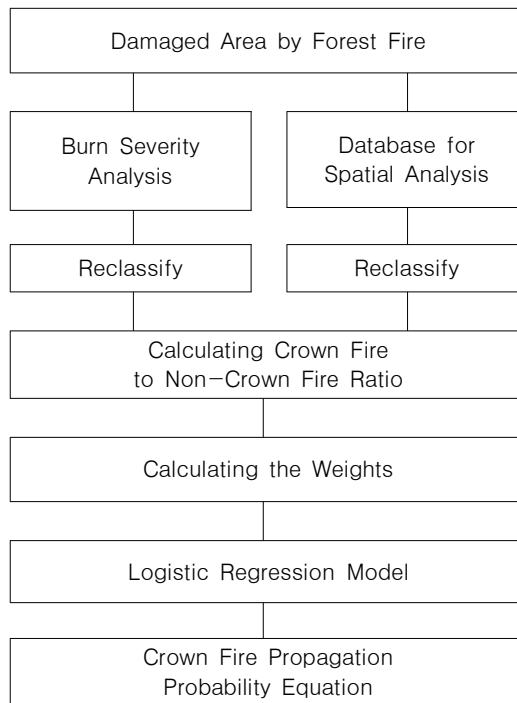 Damaged Area by Forest Fire
Burn Severity
Analysis
Database for
Spatial Analysis
Reclassify
Reclassify
Calculating Crown Fire
to Non-Crown Fire Ratio
Calculating the Weights
Logistic Regression Model
Crown Fire Propagation
Probability Equation